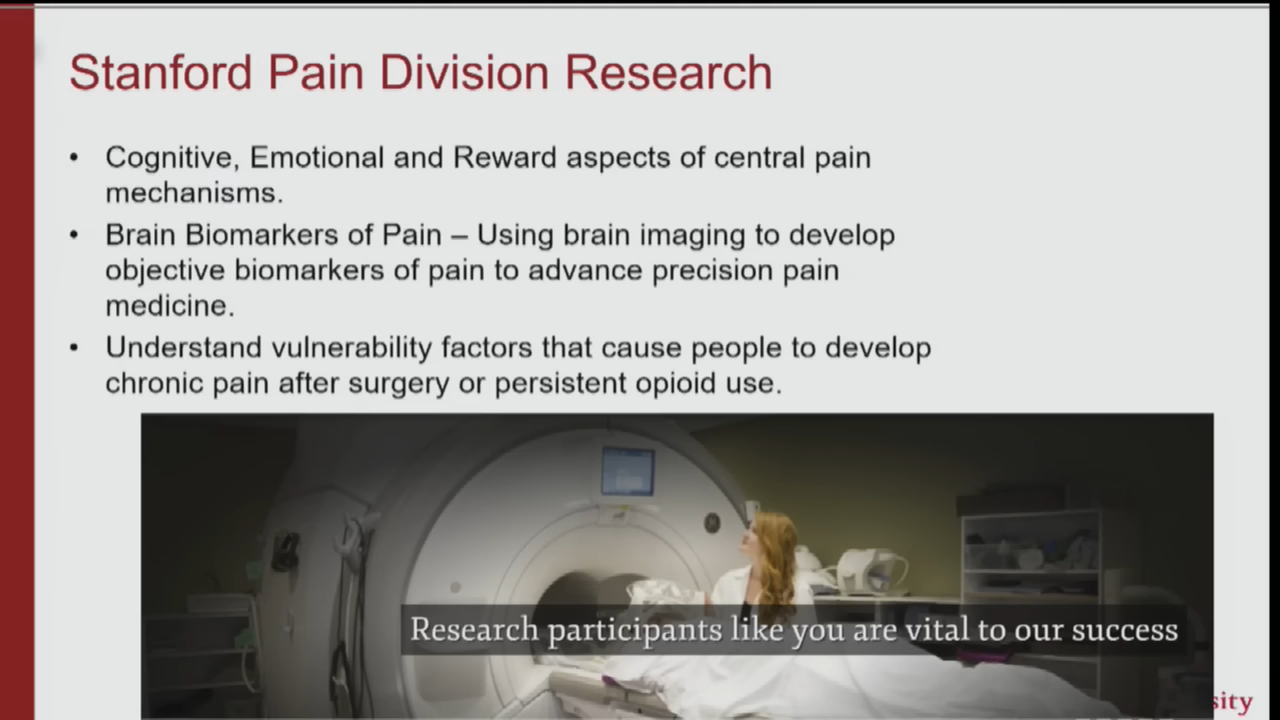 Stanford Pain Division Research
• Cognitive, Emotional and Reward aspects of central pain
mechanisms.
• Brain Biomarkers of Pain – Using brain imaging to develop
objective biomarkers of pain to advance precision pain
medicine.
• Understand vulnerability factors that cause people to develop
chronic pain after surgery or persistent opioid use.
Research participants like you are vital to our success
sity